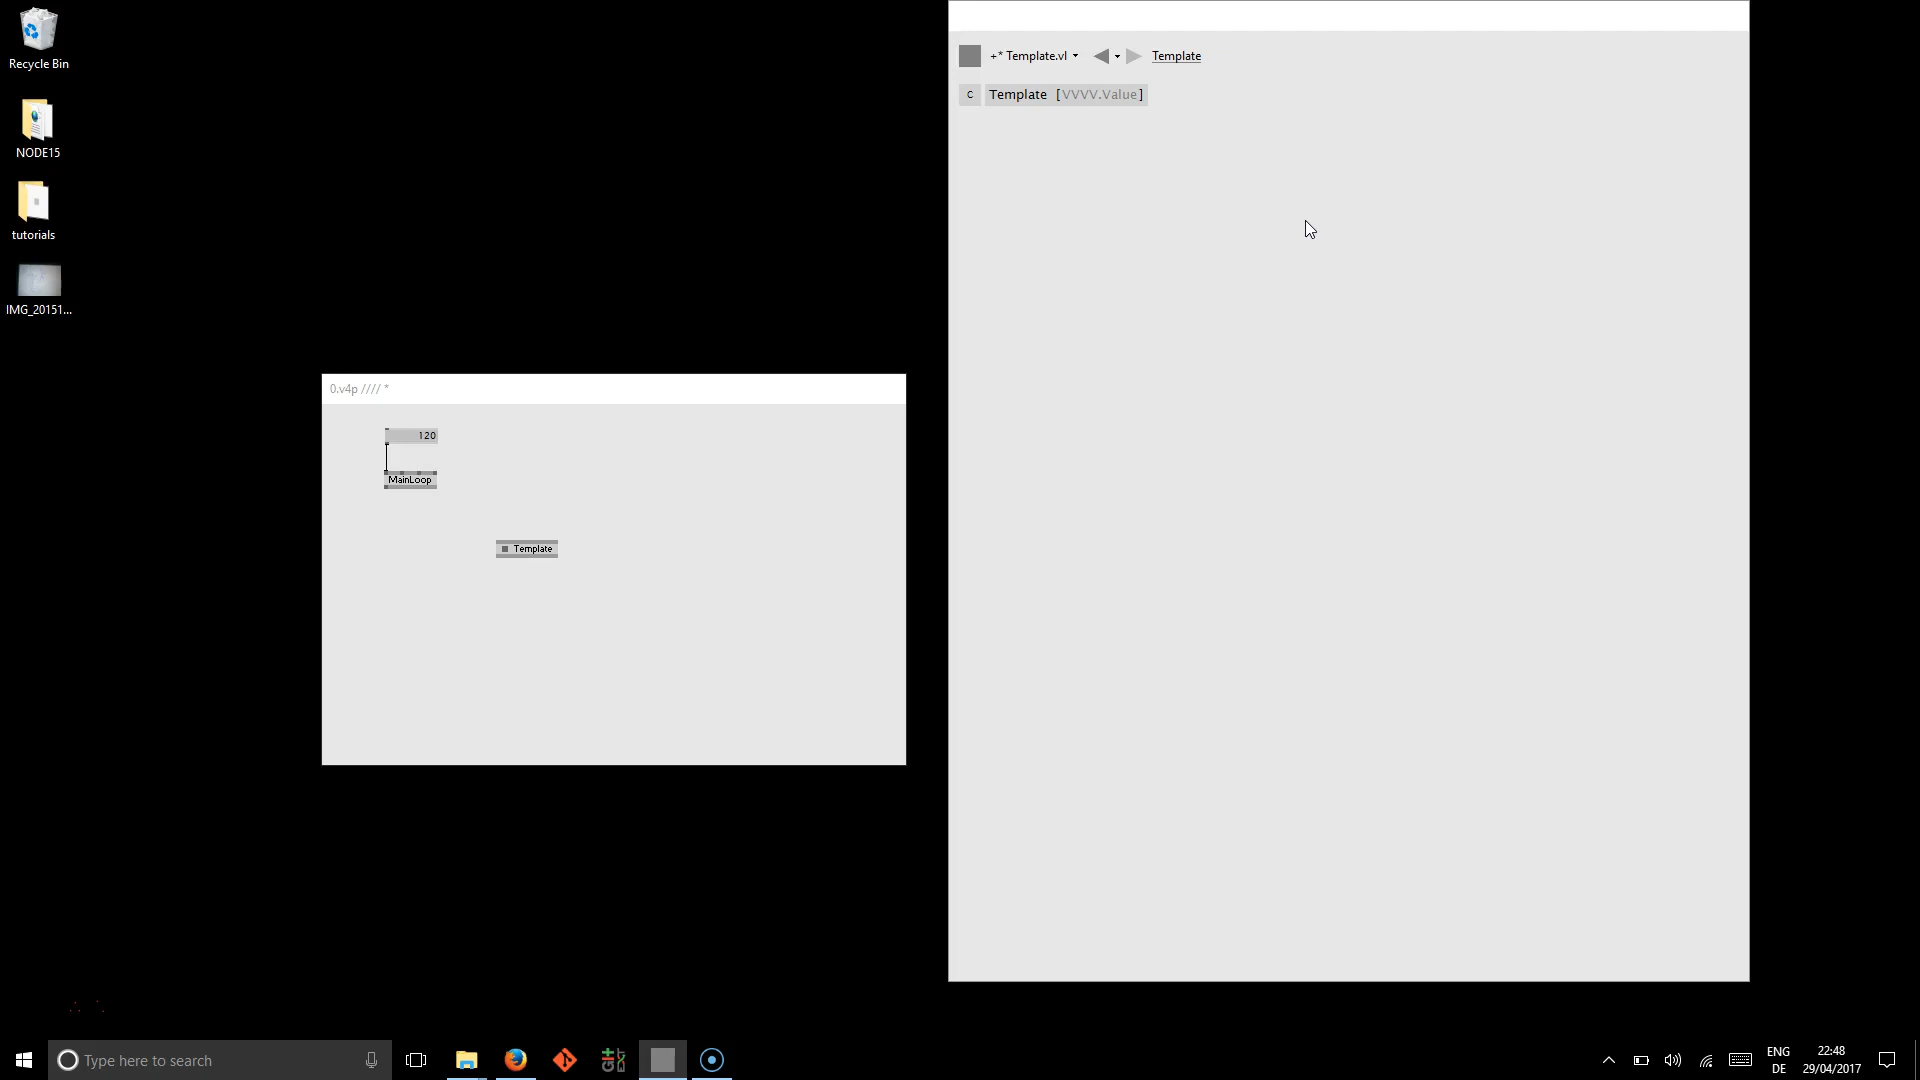 Recycle Bin
NODE15
tutorials
IMG_20151...
0.v4p //// *
120
MainLoop
Template
+* Template.vl
Template
C
Template [VVVV.Value]
Type here to search
ENG
DE
22:48
29/04/2017